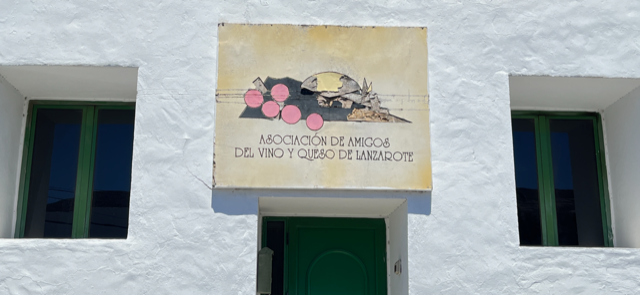 ASOCIACIÓN DE AMIGOS
DEL VINO Y QUESO DE LANZAROTE